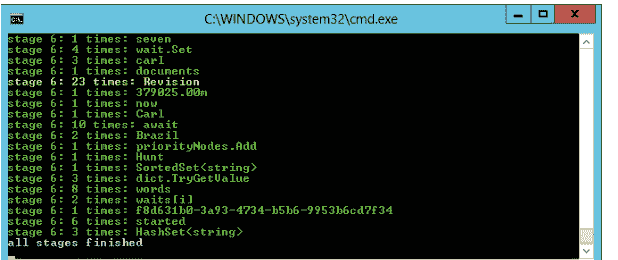 C:\WINDOWS\system32\cmd.exe
stage 6: 1 times: seven
stage 6: 4 times: wait.Set
stage 6: 3 times: carl
stage 6: 1 times: documents
stage 6: 23 times: Revision
stage 6: 1 times: 379025.00m
stage 6: 1 times: now
stage 6: 1 times: Carl
stage 6: 10 times: await
stage 6: 2 times: Brazil
stage 6: 1 times: priorityNodes.Add
stage 6: 1 times: Hunt
stage 6: 1 times: SortedSet<string>
stage 6: 3 times: dict.TryGetValue
stage 6: 8 times: words
stage 6: 2 times: waits[i]
stage 6: 1 times: f8d631b0-3a93-4734-b5b6-9953b6cd7f34
stage 6: 6 times: started
stage 6: 3 times: HashSet<string>
all stages finished